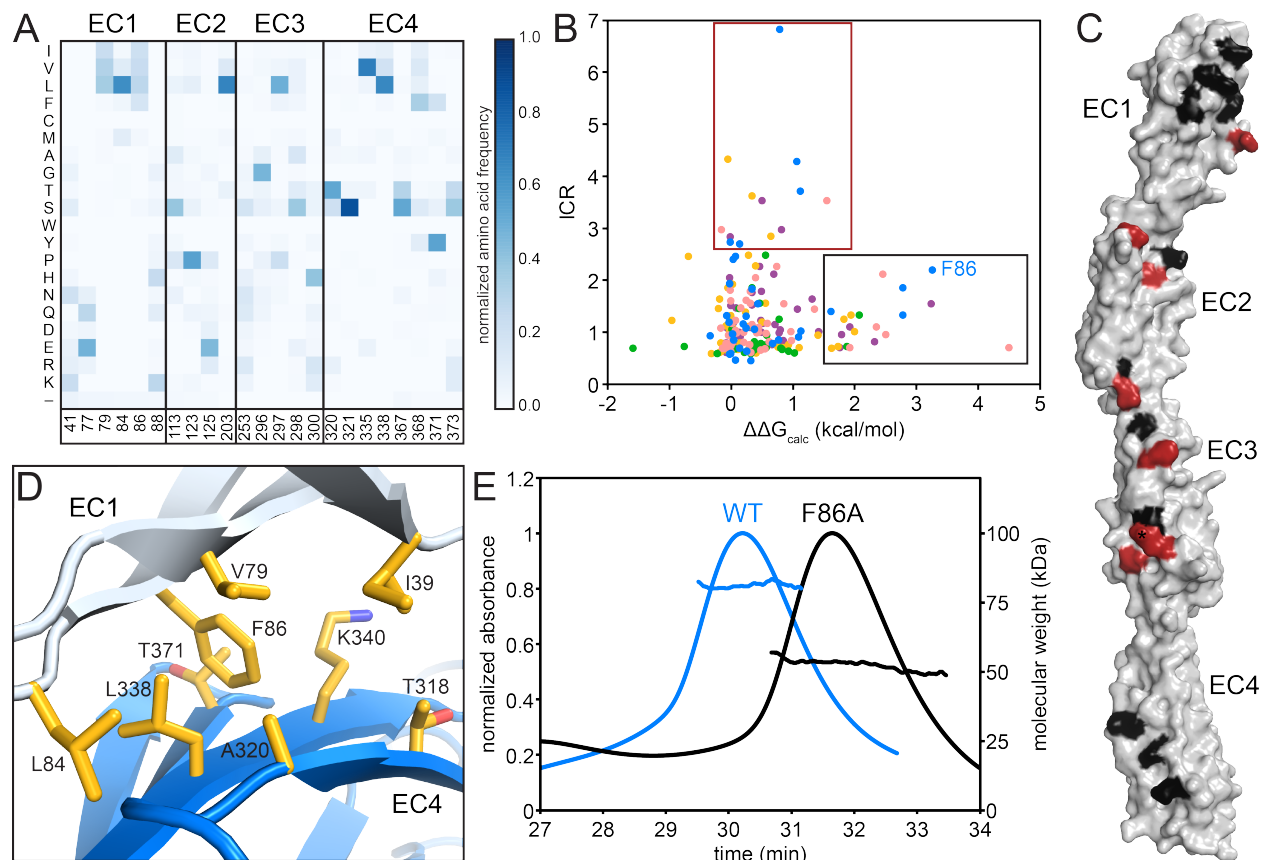 A
EC1 EC2 EC3 EC4
I
V
L
F
C
M
A
G
T
S
W
Y
P
H
N
Q
D
E
R
K
–
41 77 79 84 86 88 113 123 125 203 253 296 297 298 300 320 321 335 338 367 368 371 373
1.0
0.8
0.6
0.4
0.2
0.0
normalized amino acid frequency
B
7
6
5
4
3
2
1
0
ICR
F86
-2 -1 0 1 2 3 4 5
ΔΔGcalc (kcal/mol)
C
EC1
EC2
EC3
*
EC4
D
EC1
V79
I39
F86
K340
T371
L338
T318
A320
L84
EC4
E
1.2
1
0.8
0.6
0.4
0.2
0
normalized absorbance
WT F86A
100
75
50
25
0
molecular weight (kDa)
27 28 29 30 31 32 33 34
time (min)